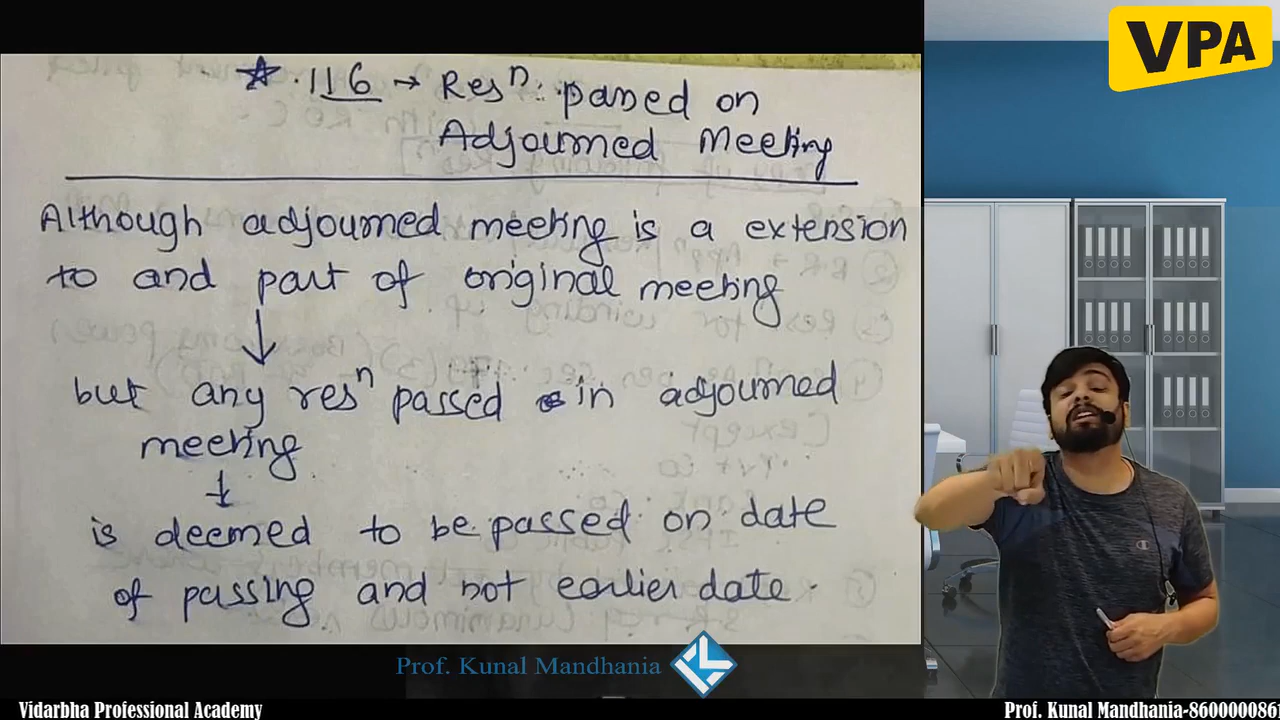 VPA
☆ .116 → Resⁿ. passed on
Adjourned Meeting
Although adjourned meeting is a extension
to and part of original meeting
↓
but any resⁿ passed in adjourned
meeting
↓
is deemed to be passed on date
of passing and not earlier date.
Prof. Kunal Mandhania
Vidarbha Professional Academy
Prof. Kunal Mandhania-860000086